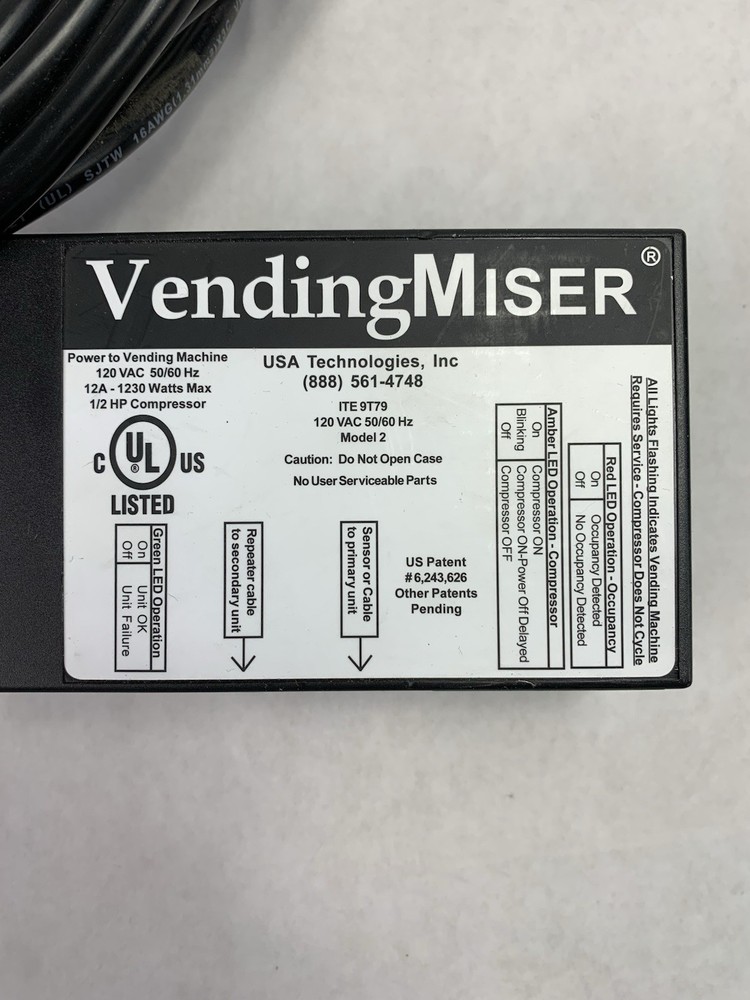 (UL) SJTW 16AWG(1.31mm²)X3C
VendingMISER®
Power to Vending Machine
120 VAC 50/60 Hz
12A - 1230 Watts Max
1/2 HP Compressor
C UL ® US
LISTED
USA Technologies, Inc
(888) 561-4748
ITE 9T79
120 VAC 50/60 Hz
Model 2
Caution: Do Not Open Case
No User Serviceable Parts
US Patent
#6,243,626
Other Patents
Pending
Green LED Operation
On Unit OK
Off Unit Failure
Repeater cable
to secondary unit
Sensor or Cable
to primary unit
Amber LED Operation - Compressor
On Compressor ON
Blinking Compressor ON-Power Off Delayed
Off Compressor OFF
Red LED Operation - Occupancy
On Occupancy Detected
Off No Occupancy Detected
All Lights Flashing Indicates Vending Machine
Requires Service - Compressor Does Not Cycle